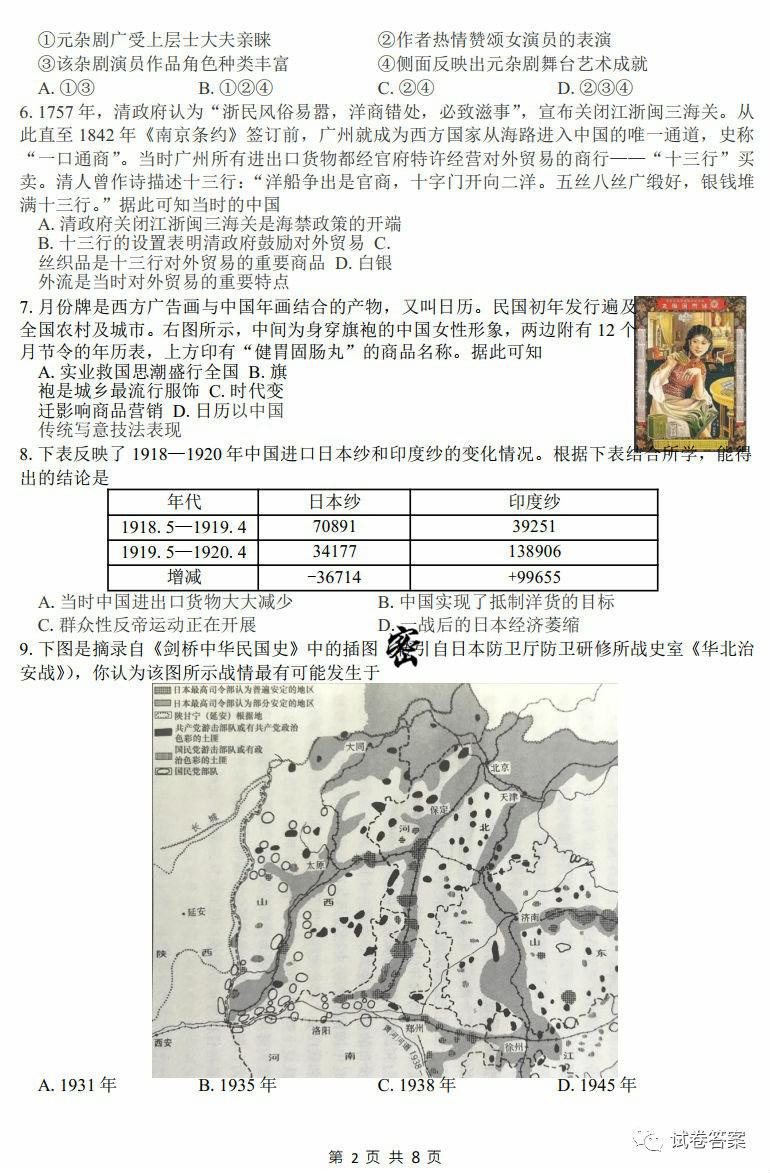 ①元杂剧广受上层士大夫亲睐 ②作者热情赞颂女演员的表演
③该杂剧演员作品角色种类丰富 ④侧面反映出元杂剧舞台艺术成就
A. ①③ B. ①②④ C. ②④ D. ②③④
6. 1757 年，清政府认为“浙民风俗易嚣，洋商错处，必致滋事”，宣布关闭江浙闽三海关。从
此直至 1842 年《南京条约》签订前，广州就成为西方国家从海路进入中国的唯一通道，史称
“一口通商”。当时广州所有进出口货物都经官府特许经营对外贸易的商行——“十三行”买
卖。清人曾作诗描述十三行：“洋船争出是官商，十字门开向二洋。五丝八丝广缎好，银钱堆
满十三行。”据此可知当时的中国
A. 清政府关闭江浙闽三海关是海禁政策的开端
B. 十三行的设置表明清政府鼓励对外贸易 C.
丝织品是十三行对外贸易的重要商品 D. 白银
外流是当时对外贸易的重要特点
7. 月份牌是西方广告画与中国年画结合的产物，又叫日历。民国初年发行遍及
全国农村及城市。右图所示，中间为身穿旗袍的中国女性形象，两边附有 12 个
月节令的年历表，上方印有“健胃固肠丸”的商品名称。据此可知
A. 实业救国思潮盛行全国 B. 旗
袍是城乡最流行服饰 C. 时代变
迁影响商品营销 D. 日历以中国
传统写意技法表现
8. 下表反映了 1918—1920 年中国进口日本纱和印度纱的变化情况。根据下表结合所学，能得
出的结论是
年代 日本纱 印度纱
1918. 5—1919. 4 70891 39251
1919. 5—1920. 4 34177 138906
增减 -36714 +99655
A. 当时中国进出口货物大大减少 B. 中国实现了抵制洋货的目标
C. 群众性反帝运动正在开展 D. 一战后的日本经济萎缩
9. 下图是摘录自《剑桥中华民国史》中的插图 密 引自日本防卫厅防卫研修所战史室《华北治
安战》），你认为该图所示战情最有可能发生于
日本最高司令部认为普遍安定的地区
日本最高司令部认为部分安定的地区
陕甘宁（延安）根据地
共产党游击部队或有共产党政治
色彩的土匪
国民党游击部队或有政
治色彩的土匪
国民党部队
大同
北京
天津
长城
保定
河 北
太原
山 西
延安
济南
陕 西
山 东
洛阳
郑州
黄河河道1938-
西安
徐州
河 南
江
A. 1931 年 B. 1935 年 C. 1938 年 D. 1945 年
试卷答案
第 2 页 共 8 页